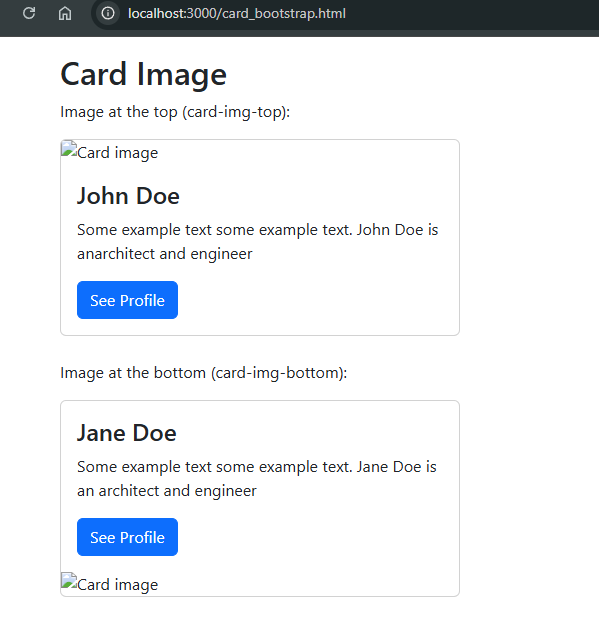 localhost:3000/card_bootstrap.html
Card Image
Image at the top (card-img-top):
Card image
John Doe
Some example text some example text. John Doe is
anarchitect and engineer
See Profile
Image at the bottom (card-img-bottom):
Jane Doe
Some example text some example text. Jane Doe is
an architect and engineer
See Profile
Card image